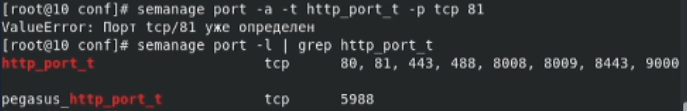 [root@10 conf]# semanage port -a -t http_port_t -p tcp 81
ValueError: Порт tcp/81 уже определен
[root@10 conf]# semanage port -l | grep http_port_t
http_port_t tcp 80, 81, 443, 488, 8008, 8009, 8443, 9000
pegasus_http_port_t tcp 5988